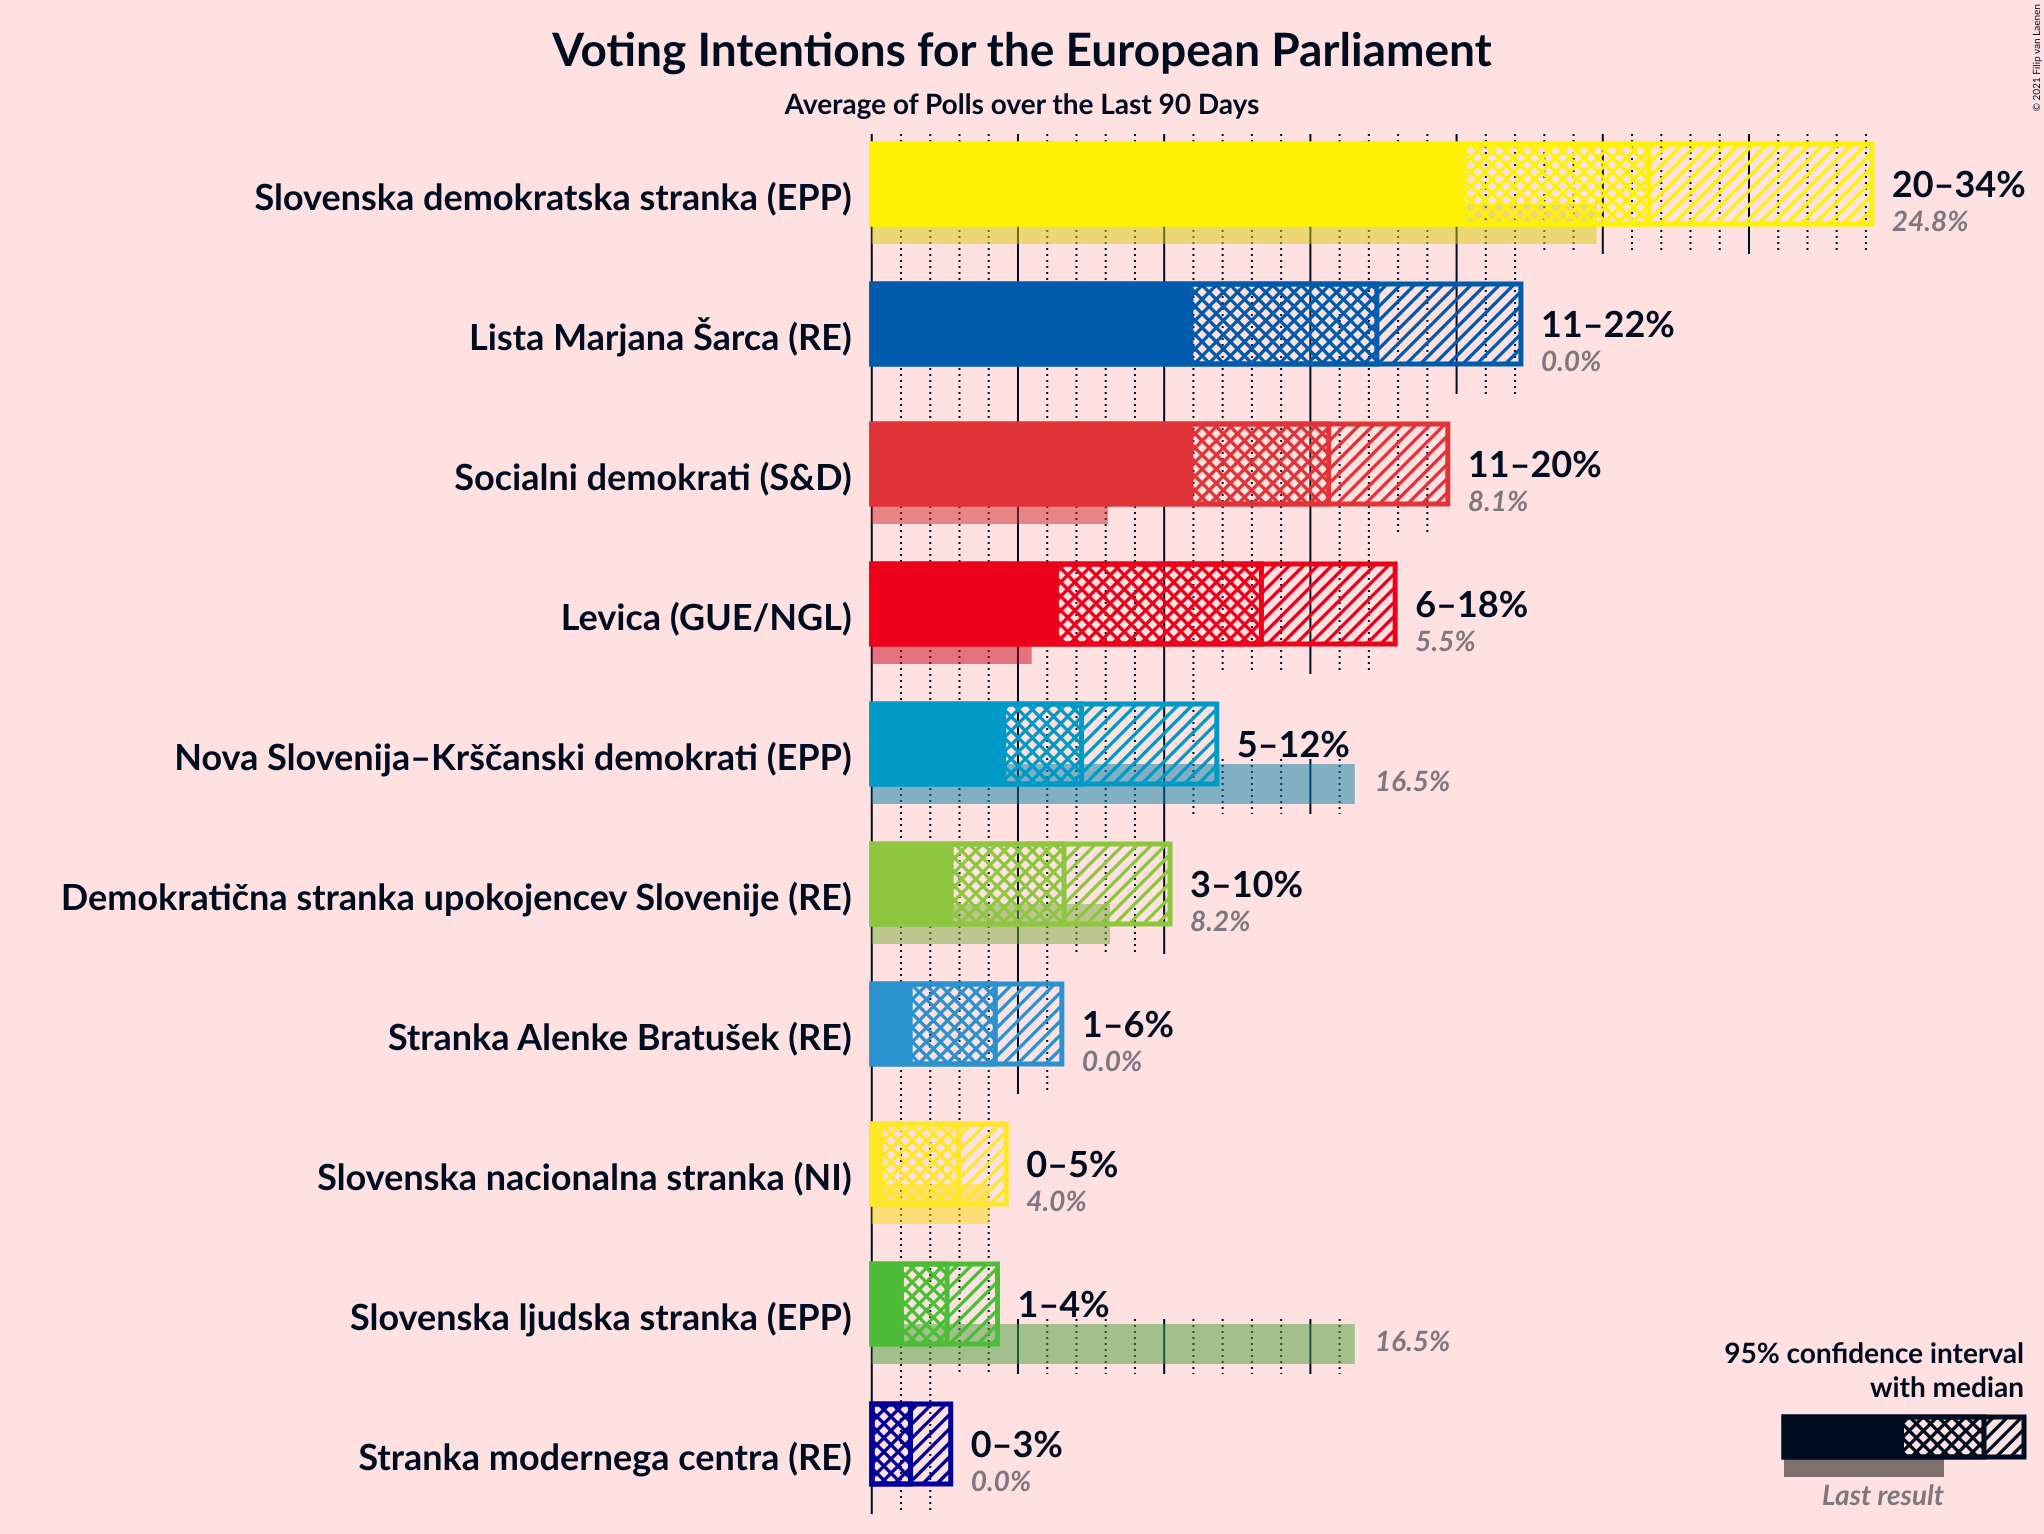 Voting Intentions for the European Parliament
Average of Polls over the Last 90 Days
© 2021 Filip van Laenen
Slovenska demokratska stranka (EPP)
20–34%
24.8%
Lista Marjana Šarca (RE)
11–22%
0.0%
Socialni demokrati (S&D)
11–20%
8.1%
Levica (GUE/NGL)
6–18%
5.5%
Nova Slovenija–Krščanski demokrati (EPP)
5–12%
16.5%
Demokratična stranka upokojencev Slovenije (RE)
3–10%
8.2%
Stranka Alenke Bratušek (RE)
1–6%
0.0%
Slovenska nacionalna stranka (NI)
0–5%
4.0%
Slovenska ljudska stranka (EPP)
1–4%
16.5%
Stranka modernega centra (RE)
0–3%
0.0%
95% confidence interval
with median
Last result